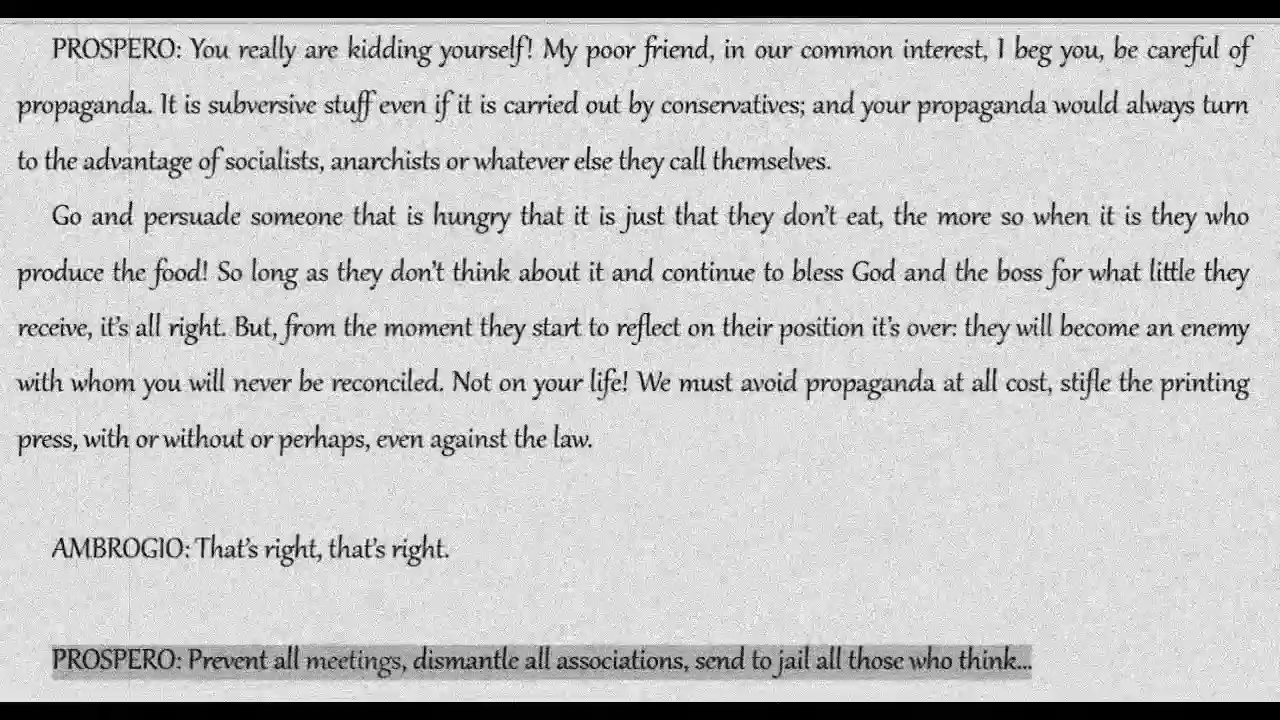 PROSPERO: You really are kidding yourself! My poor friend, in our common interest, I beg you, be careful of
propaganda. It is subversive stuff even if it is carried out by conservatives; and your propaganda would always turn
to the advantage of socialists, anarchists or whatever else they call themselves.
Go and persuade someone that is hungry that it is just that they don't eat, the more so when it is they who
produce the food! So long as they don't think about it and continue to bless God and the boss for what little they
receive, it's all right. But, from the moment they start to reflect on their position it's over: they will become an enemy
with whom you will never be reconciled. Not on your life! We must avoid propaganda at all cost, stifle the printing
press, with or without or perhaps, even against the law.
AMBROGIO: That's right, that's right.
PROSPERO: Prevent all meetings, dismantle all associations, send to jail all those who think...